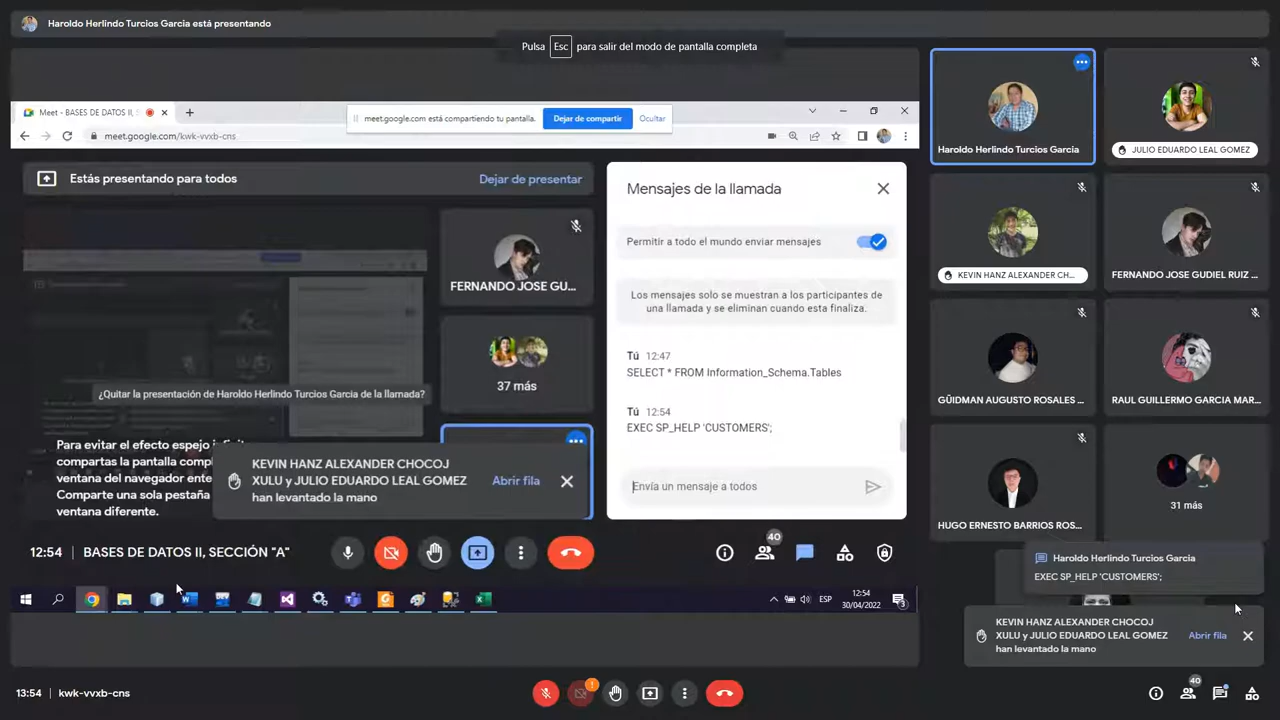 Haroldo Herlindo Turcios Garcia está presentando
Pulsa Esc para salir del modo de pantalla completa
Meet - BASES DE DATOS II, S
meet.google.com está compartiendo tu pantalla.
Dejar de compartir
Ocultar
meet.google.com/kwk-vvxb-cns
Estás presentando para todos
Dejar de presentar
FERNANDO JOSE GU...
37 más
¿Quitar la presentación de Haroldo Herlindo Turcios Garcia de la llamada?
Para evitar el efecto espejo
compartas la pantalla comp
ventana del navegador ente
Comparte una sola pestaña
ventana diferente.
KEVIN HANZ ALEXANDER CHOCOJ
XULU y JULIO EDUARDO LEAL GOMEZ
han levantado la mano
Abrir fila
Mensajes de la llamada
Permitir a todo el mundo enviar mensajes
Los mensajes solo se muestran a los participantes de
una llamada y se eliminan cuando esta finaliza.
Tú 12:47
SELECT * FROM Information_Schema.Tables
Tú 12:54
EXEC SP_HELP 'CUSTOMERS';
Envía un mensaje a todos
12:54 | BASES DE DATOS II, SECCIÓN "A"
40
ESP
12:54
30/04/2022
3
Haroldo Herlindo Turcios Garcia
JULIO EDUARDO LEAL GOMEZ
KEVIN HANZ ALEXANDER CH...
FERNANDO JOSE GUDIEL RUIZ ...
GÜIDMAN AUGUSTO ROSALES ...
RAUL GUILLERMO GARCIA MAR...
HUGO ERNESTO BARRIOS ROS...
31 más
Haroldo Herlindo Turcios Garcia
EXEC SP_HELP 'CUSTOMERS';
KEVIN HANZ ALEXANDER CHOCOJ
XULU y JULIO EDUARDO LEAL GOMEZ
han levantado la mano
Abrir fila
13:54 | kwk-vvxb-cns
40